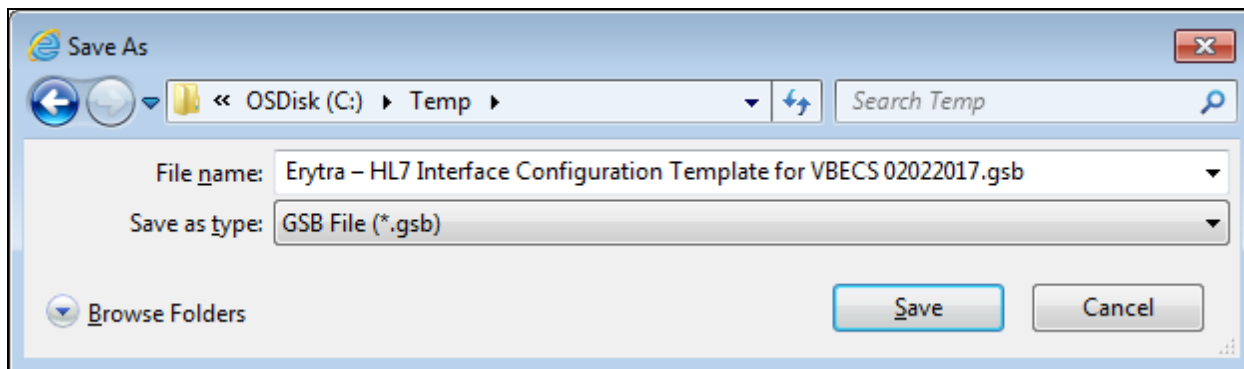 Save As
« OSDisk (C:) ▸ Temp ▸ Search Temp
File name: Erytra – HL7 Interface Configuration Template for VBECS 02022017.gsb
Save as type: GSB File (*.gsb)
Browse Folders Save Cancel